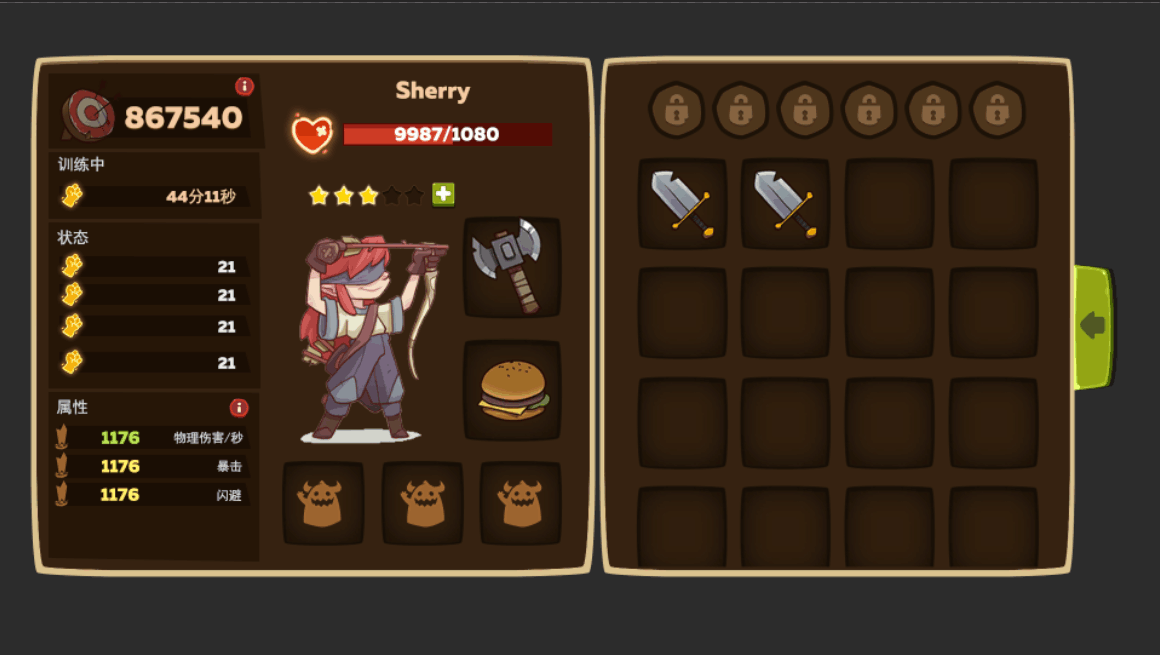 867540
训练中
44分11秒
状态
21
21
21
21
属性
1176 物理伤害/秒
1176 暴击
1176 闪避
Sherry
9987/1080